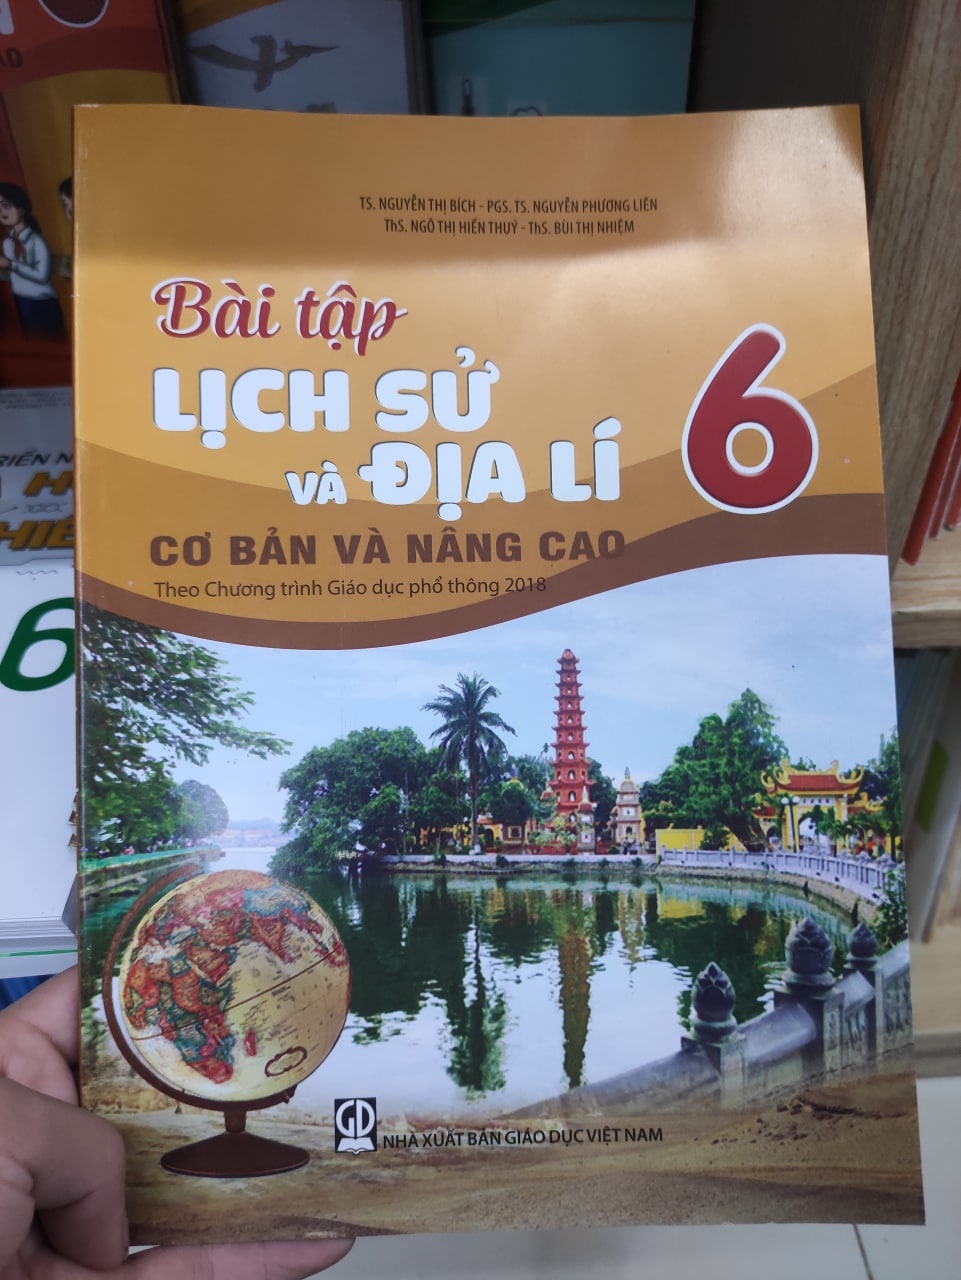 TS. NGUYỄN THỊ BÍCH - PGS. TS. NGUYỄN PHƯƠNG LIÊN
ThS. NGÔ THỊ HIỀN THUÝ - ThS. BÙI THỊ NHIỆM
Bài tập
LỊCH SỬ
VÀ ĐỊA LÍ
6
CƠ BẢN VÀ NÂNG CAO
Theo Chương trình Giáo dục phổ thông 2018
GD
NHÀ XUẤT BẢN GIÁO DỤC VIỆT NAM
6